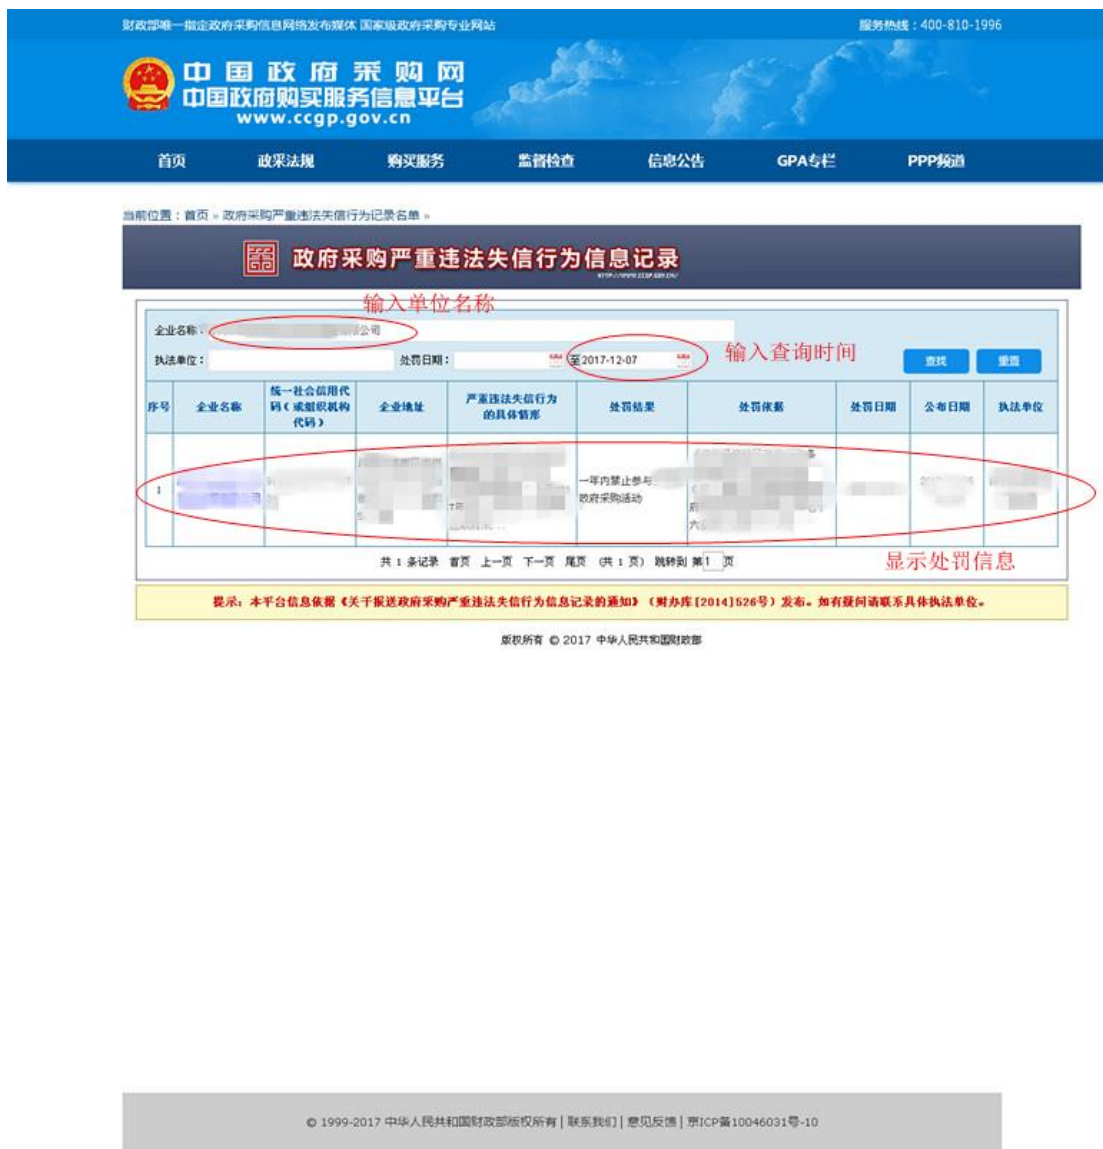 财政部唯一指定政府采购信息网络发布媒体 国家级政府采购专业网站
服务热线：400-810-1996
中国政府采购网
中国政府购买服务信息平台
www.ccgp.gov.cn
首页 政采法规 购买服务 监督检查 信息公告 GPA专栏 PPP频道
当前位置：首页 » 政府采购严重违法失信行为记录名单 »
政府采购严重违法失信行为信息记录
HTTP://WWW.CCGP.GOV.CN/
输入单位名称
企业名称： 公司
执法单位： 处罚日期： 至 2017-12-07 输入查询时间 查找 重置
序号 企业名称 统一社会信用代码（或组织机构代码） 企业地址 严重违法失信行为的具体情形 处罚结果 处罚依据 处罚日期 公布日期 执法单位
1 一年内禁止参与
政府采购活动
共 1 条记录 首页 上一页 下一页 尾页 (共 1 页) 跳转到 第1 页
显示处罚信息
提示：本平台信息依据《关于报送政府采购严重违法失信行为信息记录的通知》（财办库[2014]526号）发布。如有疑问请联系具体执法单位。
版权所有 © 2017 中华人民共和国财政部
© 1999-2017 中华人民共和国财政部版权所有 | 联系我们 | 意见反馈 | 京ICP备10046031号-10